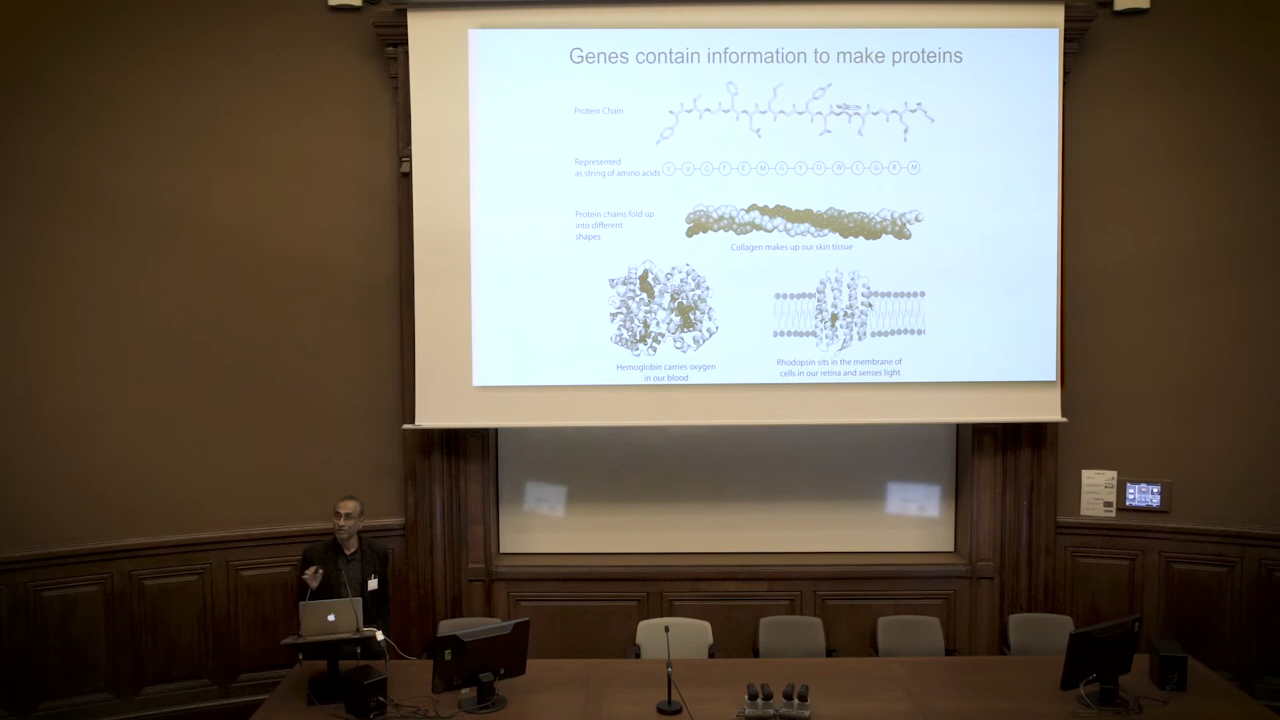 Genes contain information to make proteins
Protein Chain
Represented
as string of amino acids
Y V G F E M G Y D W L G R M
Protein chains fold up
into different
shapes
Collagen makes up our skin tissue
Hemoglobin carries oxygen
in our blood
Rhodopsin sits in the membrane of
cells in our retina and senses light